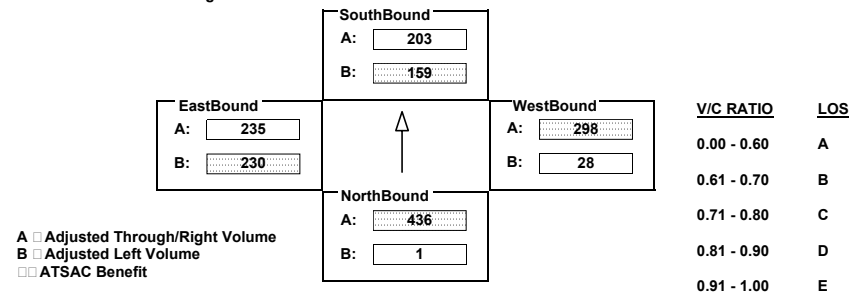 SouthBound
A: 203
B: 159
EastBound
A: 235
B: 230
WestBound
A: 298
B: 28
NorthBound
A: 436
B: 1
A □ Adjusted Through/Right Volume
B □ Adjusted Left Volume
□□ ATSAC Benefit
V/C RATIO LOS
0.00 - 0.60 A
0.61 - 0.70 B
0.71 - 0.80 C
0.81 - 0.90 D
0.91 - 1.00 E